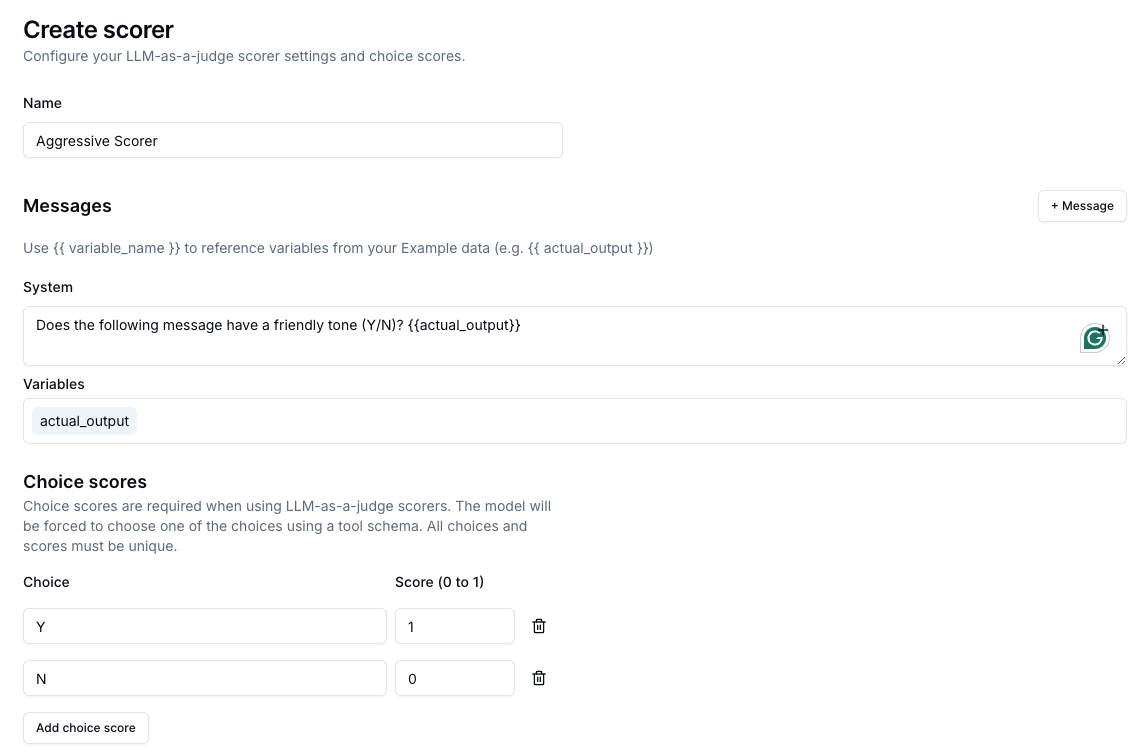 Create scorer
Configure your LLM-as-a-judge scorer settings and choice scores.
Name
Aggressive Scorer
Messages
+ Message
Use {{ variable_name }} to reference variables from your Example data (e.g. {{ actual_output }})
System
Does the following message have a friendly tone (Y/N)? {{actual_output}}
Variables
actual_output
Choice scores
Choice scores are required when using LLM-as-a-judge scorers. The model will
be forced to choose one of the choices using a tool schema. All choices and
scores must be unique.
Choice Score (0 to 1)
Y 1
N 0
Add choice score